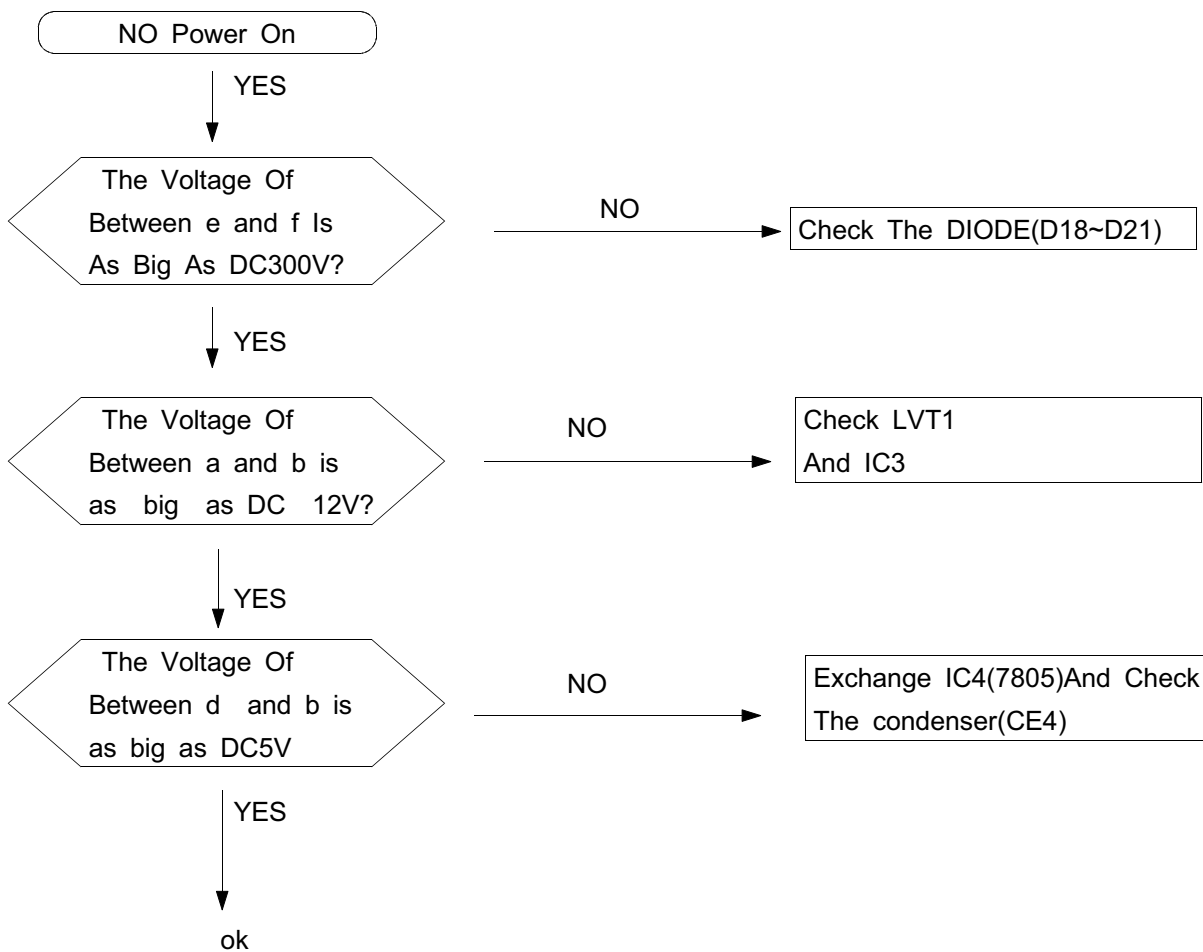 NO Power On
YES
The Voltage Of
Between e and f Is
As Big As DC300V?
NO
Check The DIODE(D18~D21)
YES
The Voltage Of
Between a and b is
as big as DC 12V?
NO
Check LVT1
And IC3
YES
The Voltage Of
Between d and b is
as big as DC5V
NO
Exchange IC4(7805)And Check
The condenser(CE4)
YES
ok